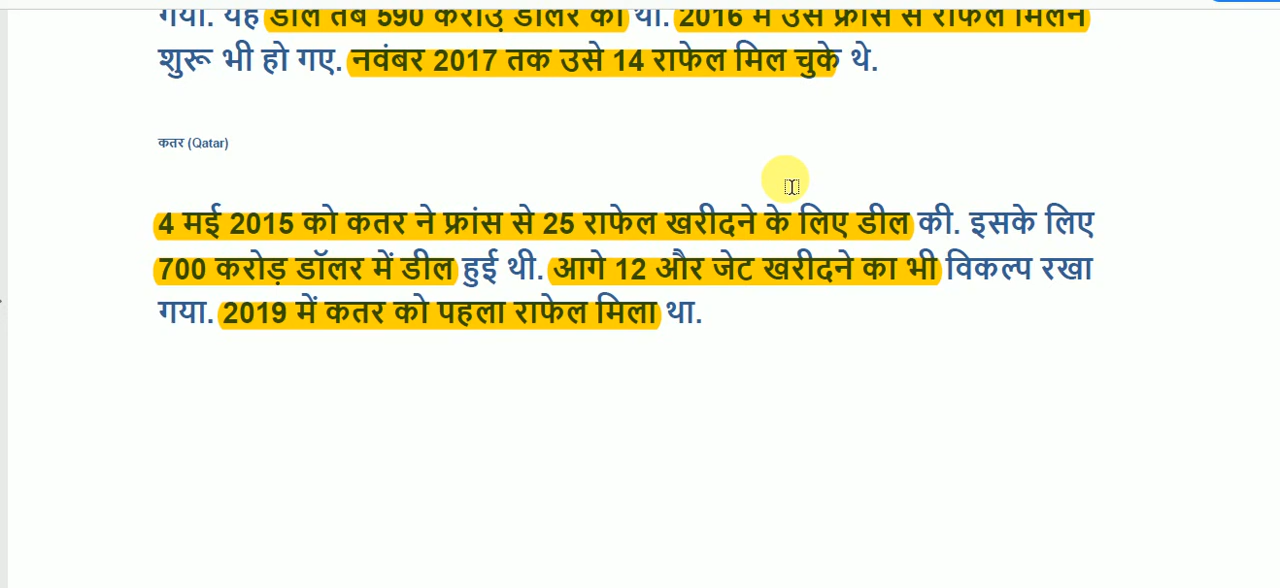 गया. यह डील तब 590 करोड़ डॉलर की थी. 2016 में उसे फ्रांस से राफेल मिलने
शुरू भी हो गए. नवंबर 2017 तक उसे 14 राफेल मिल चुके थे.
कतर (Qatar)
4 मई 2015 को कतर ने फ्रांस से 25 राफेल खरीदने के लिए डील की. इसके लिए
700 करोड़ डॉलर में डील हुई थी. आगे 12 और जेट खरीदने का भी विकल्प रखा
गया. 2019 में कतर को पहला राफेल मिला था.